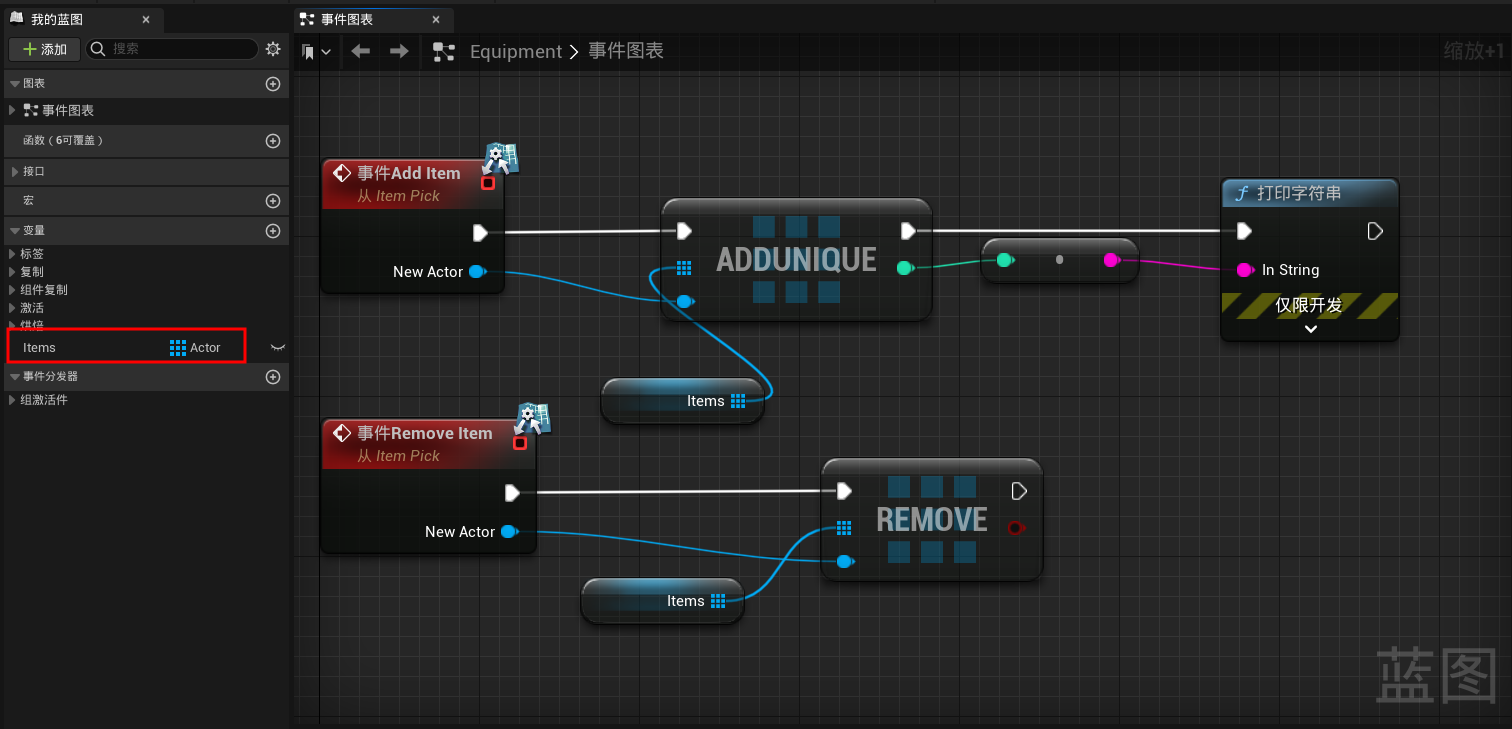 我的蓝图
添加
搜索
图表
事件图表
函数（6可覆盖）
接口
宏
变量
标签
复制
组件复制
激活
烘焙
Items
Actor
事件分发器
组激活件
事件图表
Equipment
事件图表
缩放+1
事件Add Item
从 Item Pick
New Actor
ADDUNIQUE
打印字符串
In String
仅限开发
Items
事件Remove Item
从 Item Pick
New Actor
REMOVE
Items
蓝图